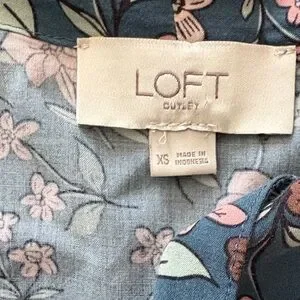 LOFT
OUTLET
XS
MADE IN
INDONESIA